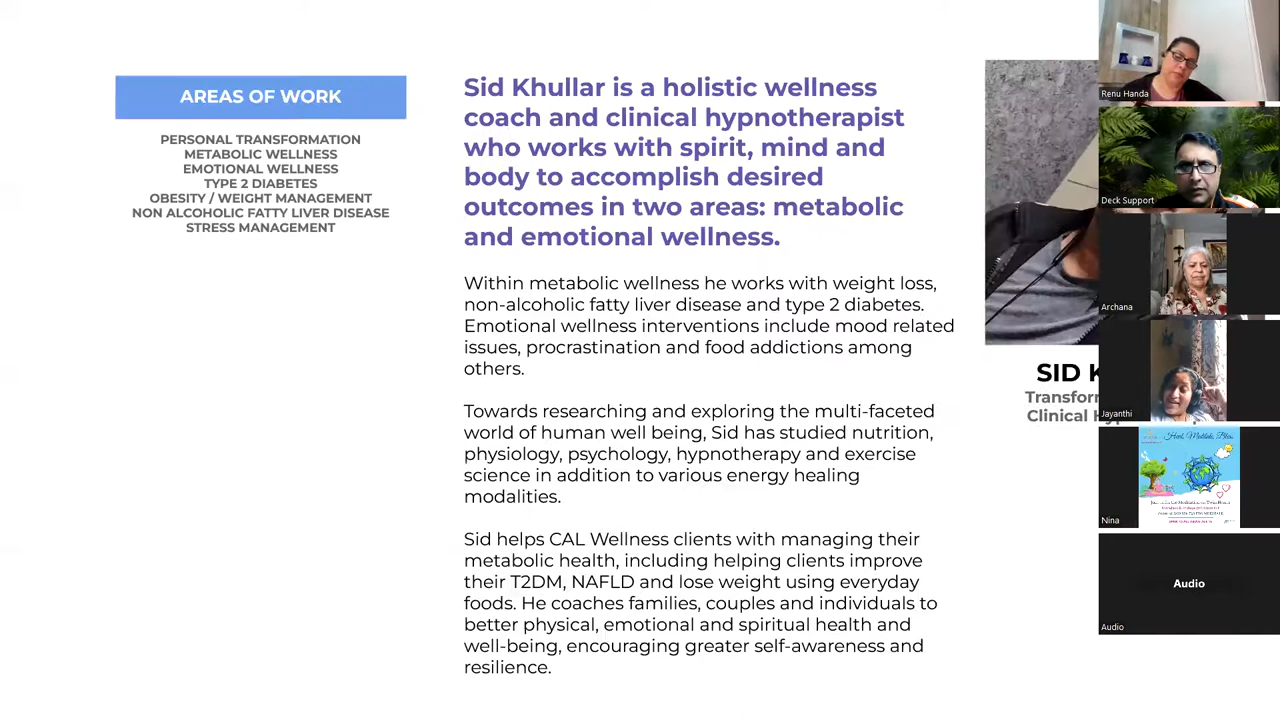 AREAS OF WORK
PERSONAL TRANSFORMATION
METABOLIC WELLNESS
EMOTIONAL WELLNESS
TYPE 2 DIABETES
OBESITY / WEIGHT MANAGEMENT
NON ALCOHOLIC FATTY LIVER DISEASE
STRESS MANAGEMENT
Sid Khullar is a holistic wellness
coach and clinical hypnotherapist
who works with spirit, mind and
body to accomplish desired
outcomes in two areas: metabolic
and emotional wellness.
Within metabolic wellness he works with weight loss,
non-alcoholic fatty liver disease and type 2 diabetes.
Emotional wellness interventions include mood related
issues, procrastination and food addictions among
others.
Towards researching and exploring the multi-faceted
world of human well being, Sid has studied nutrition,
physiology, psychology, hypnotherapy and exercise
science in addition to various energy healing
modalities.
Sid helps CAL Wellness clients with managing their
metabolic health, including helping clients improve
their T2DM, NAFLD and lose weight using everyday
foods. He coaches families, couples and individuals to
better physical, emotional and spiritual health and
well-being, encouraging greater self-awareness and
resilience.
SID K
Transfor
Clinical H
Renu Handa
Deck Support
Archana
Jayanthi
Nina
Audio
Audio